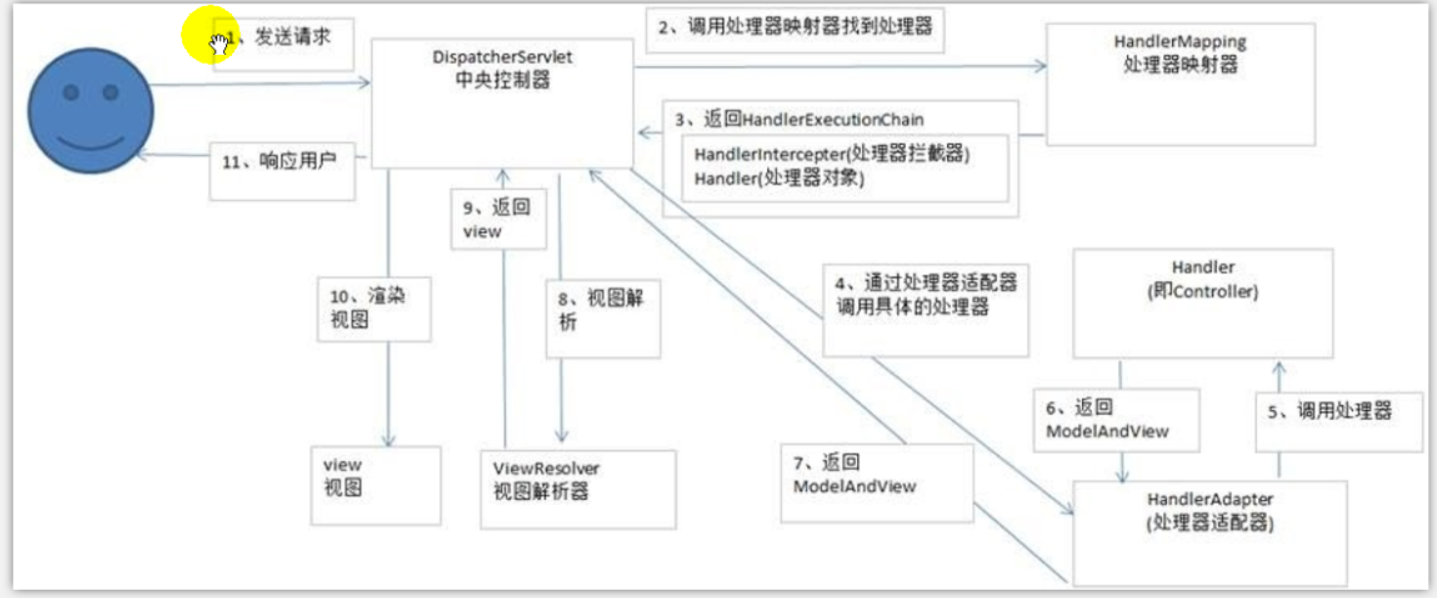 1、发送请求
DispatcherServlet
中央控制器
2、调用处理器映射器找到处理器
HandlerMapping
处理器映射器
3、返回HandlerExecutionChain
HandlerIntercepter(处理器拦截器)
Handler(处理器对象)
11、响应用户
9、返回
view
10、渲染
视图
8、视图解
析
4、通过处理器适配器
调用具体的处理器
Handler
(即Controller)
6、返回
ModelAndView
5、调用处理器
7、返回
ModelAndView
view
视图
ViewResolver
视图解析器
HandlerAdapter
(处理器适配器)